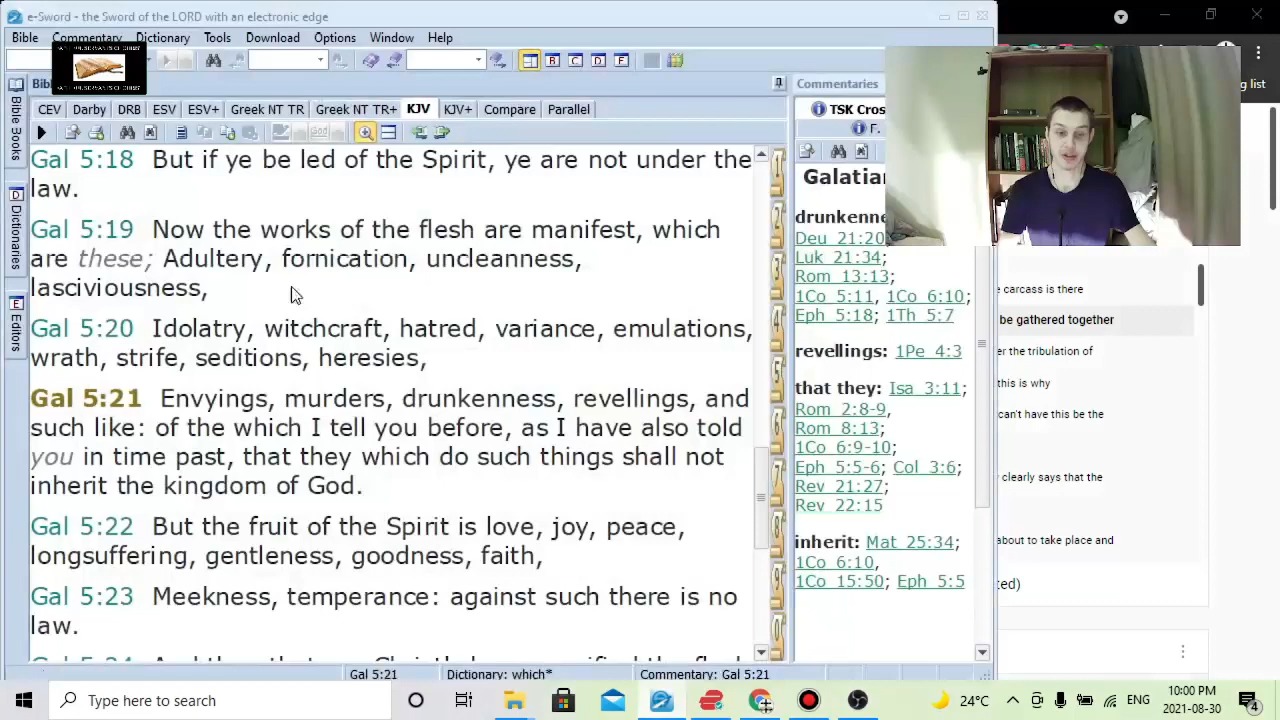 e-Sword - the Sword of the LORD with an electronic edge
Bible Commentary Dictionary Tools Download Options Window Help
Commentaries
CEV Darby DRB ESV ESV+ Greek NT TR Greek NT TR+ KJV KJV+ Compare Parallel
TSK Cros
Bible Books
Dictionaries
Editors
Gal 5:18 But if ye be led of the Spirit, ye are not under the
law.
Gal 5:19 Now the works of the flesh are manifest, which
are these; Adultery, fornication, uncleanness,
lasciviousness,
Gal 5:20 Idolatry, witchcraft, hatred, variance, emulations,
wrath, strife, seditions, heresies,
Gal 5:21 Envyings, murders, drunkenness, revellings, and
such like: of the which I tell you before, as I have also told
you in time past, that they which do such things shall not
inherit the kingdom of God.
Gal 5:22 But the fruit of the Spirit is love, joy, peace,
longsuffering, gentleness, goodness, faith,
Gal 5:23 Meekness, temperance: against such there is no
law.
Galatian
drunkenne
Deu 21:20
Luk 21:34;
Rom 13:13;
1Co 5:11, 1Co 6:10;
Eph 5:18; 1Th 5:7
revellings: 1Pe 4:3
that they: Isa 3:11;
Rom 2:8-9,
Rom 8:13;
1Co 6:9-10;
Eph 5:5-6; Col 3:6;
Rev 21:27;
Rev 22:15
inherit: Mat 25:34;
1Co 6:10,
1Co 15:50; Eph 5:5
ng list
e carcass is there
be gathered together
er the tribulation of
this is why
can't have this be the
clearly says that the
about to take place and
ted)
Gal 5:21 Dictionary: which* Commentary: Gal 5:21
Type here to search
24°C
ENG
10:00 PM
2021-08-30
4